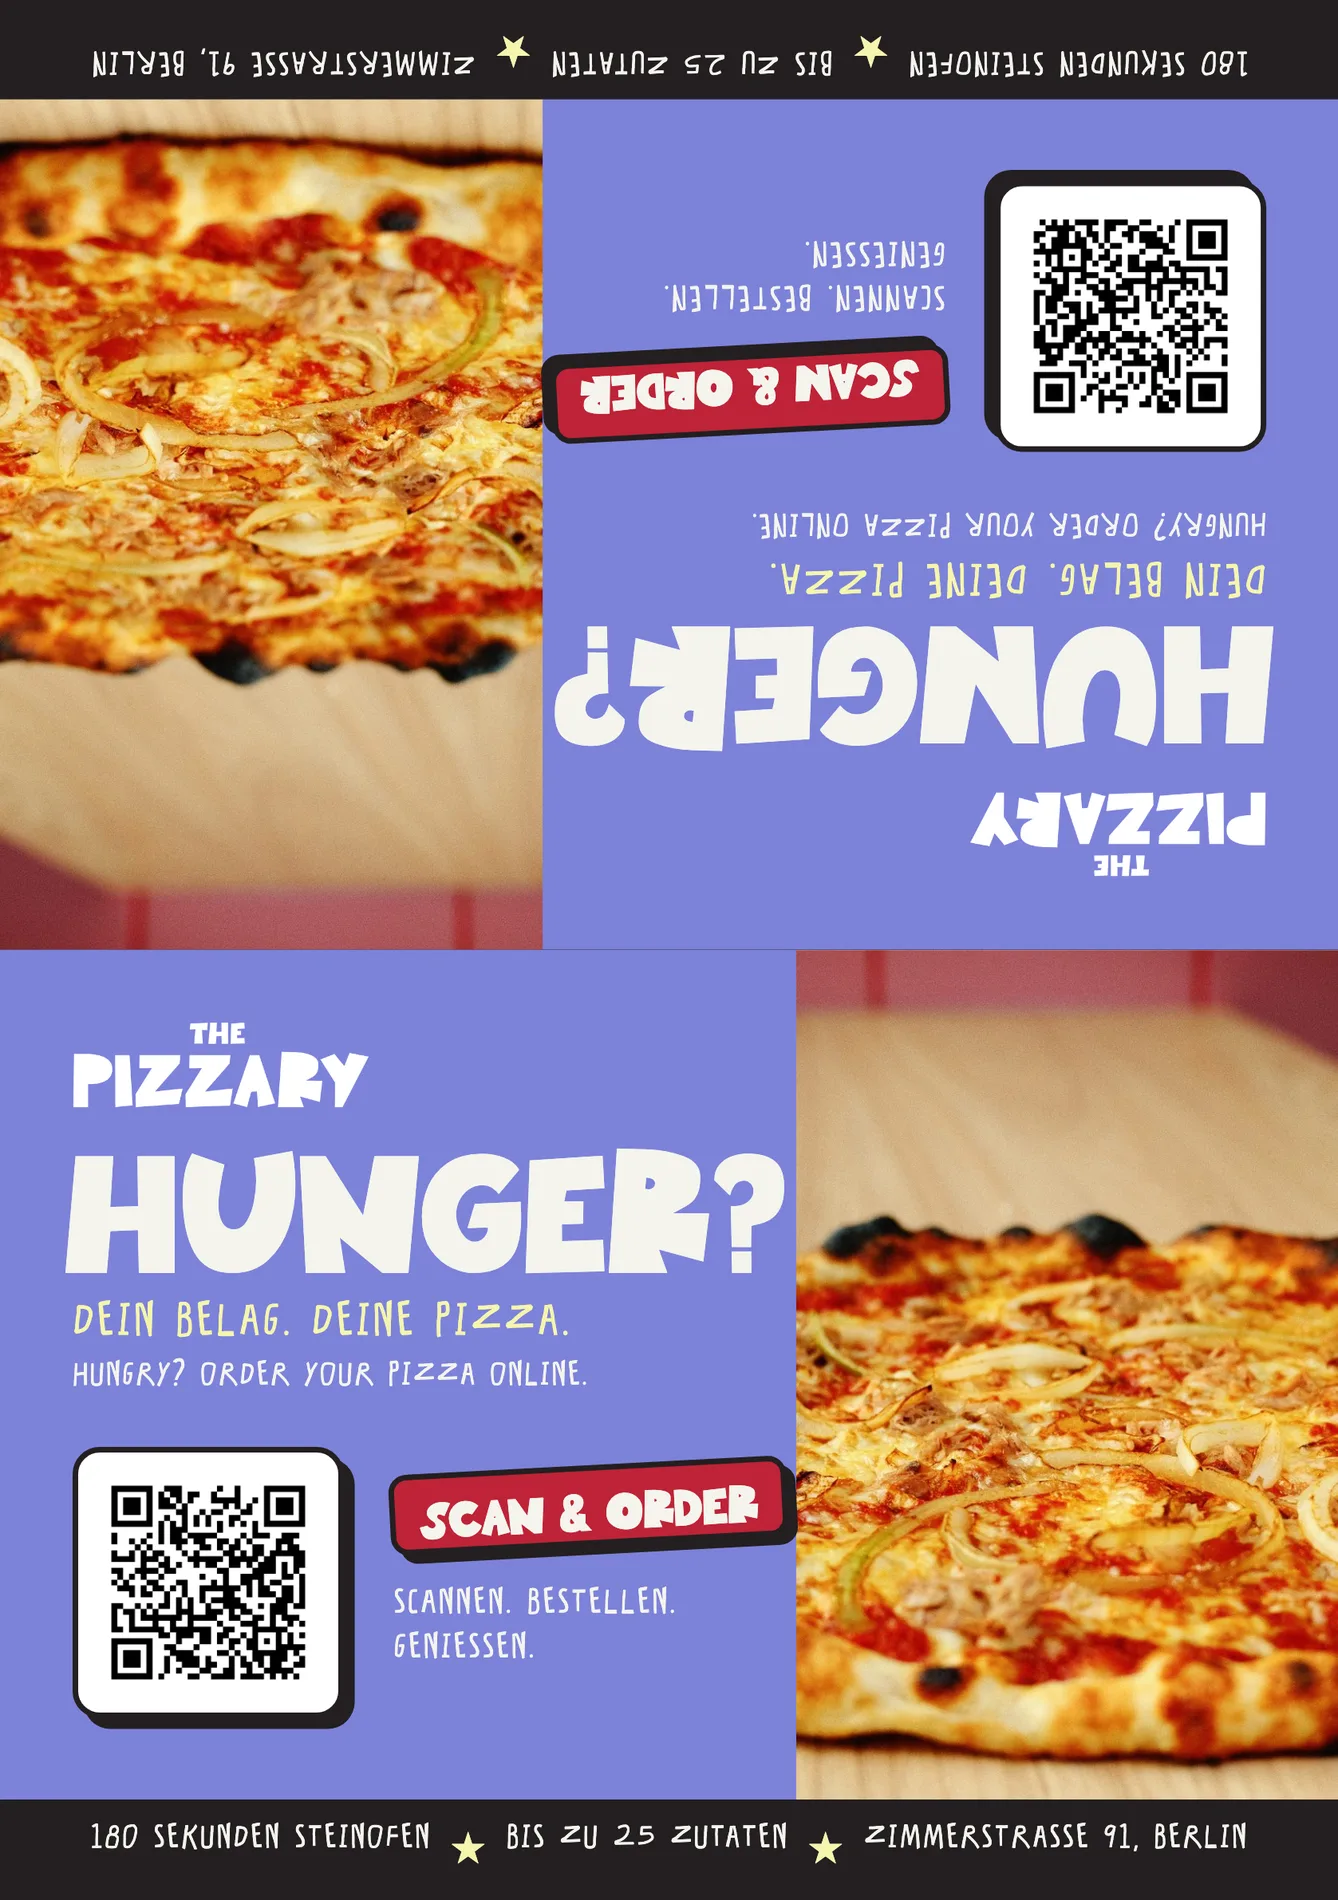 180 SEKUNDEN STEINOFEN ★ BIS ZU 25 ZUTATEN ★ ZIMMERSTRASSE 91, BERLIN
SCANNEN. BESTELLEN.
GENIESSEN.
SCAN & ORDER
HUNGRY? ORDER YOUR PIZZA ONLINE.
DEIN BELAG. DEINE PIZZA.
HUNGER?
THE
PIZZARY
THE
PIZZARY
HUNGER?
DEIN BELAG. DEINE PIZZA.
HUNGRY? ORDER YOUR PIZZA ONLINE.
SCAN & ORDER
SCANNEN. BESTELLEN.
GENIESSEN.
180 SEKUNDEN STEINOFEN ★ BIS ZU 25 ZUTATEN ★ ZIMMERSTRASSE 91, BERLIN